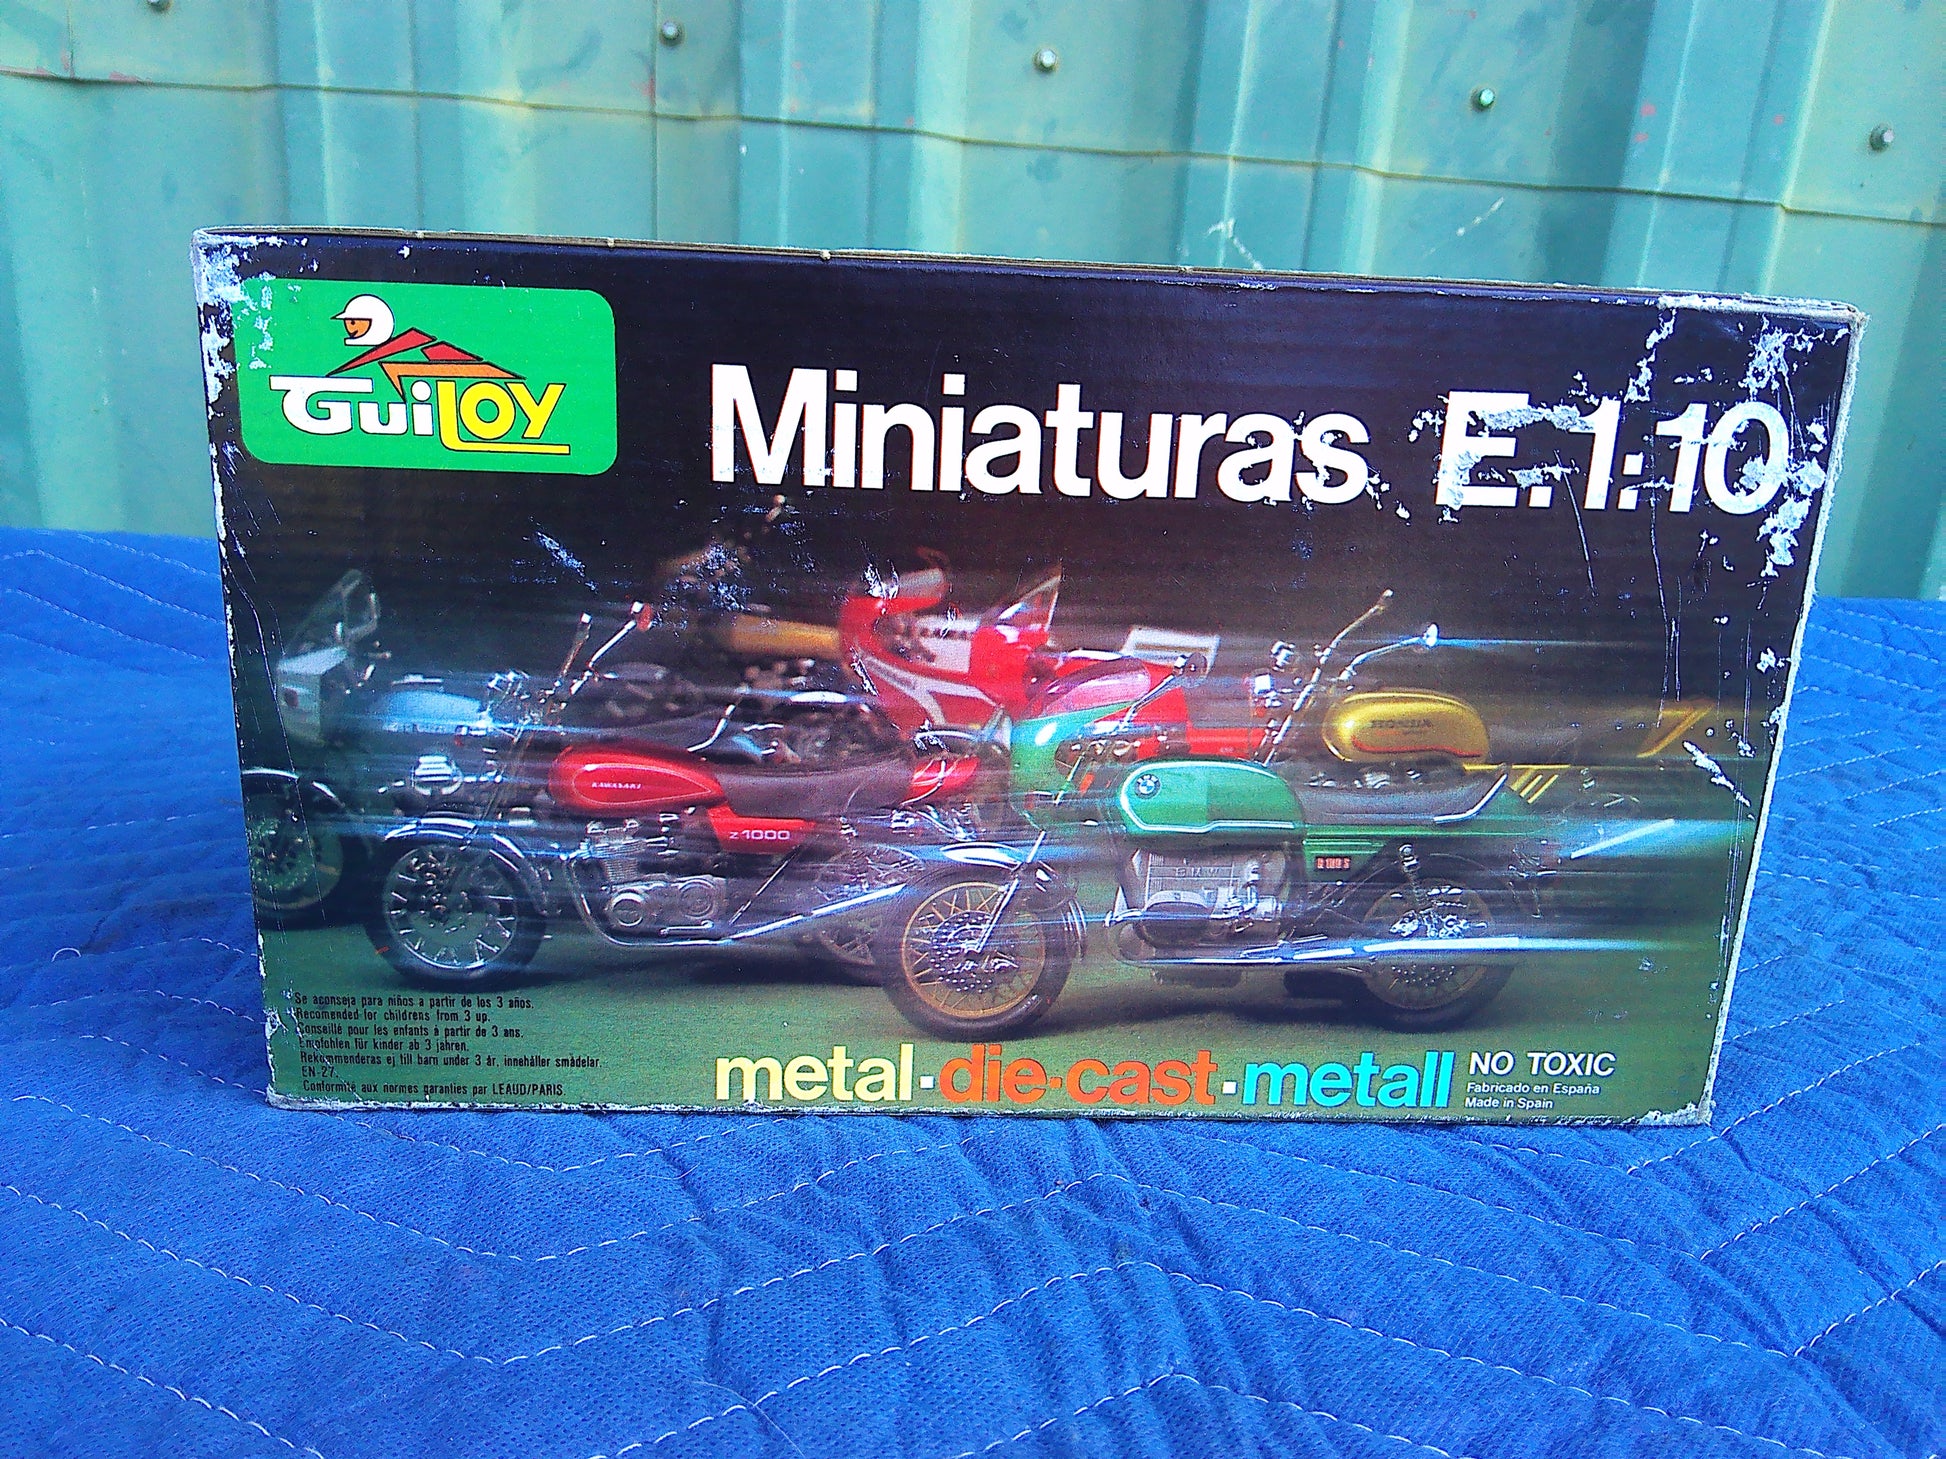 GuiLOY
Miniaturas E.1:10
KAWASAKI
z1000
HONDA
BMW
R 100 S
Se aconseja para niños a partir de los 3 años.
Recomended for childrens from 3 up.
Conseillé pour les enfants à partir de 3 ans.
Empfohlen für kinder ab 3 jahren.
Rekommenderas ej till barn under 3 år. innehåller smådelar.
EN-27.
Conformité aux normes garanties par LEAUD/PARIS.
metal·die·cast·metall
NO TOXIC
Fabricado en España
Made in Spain